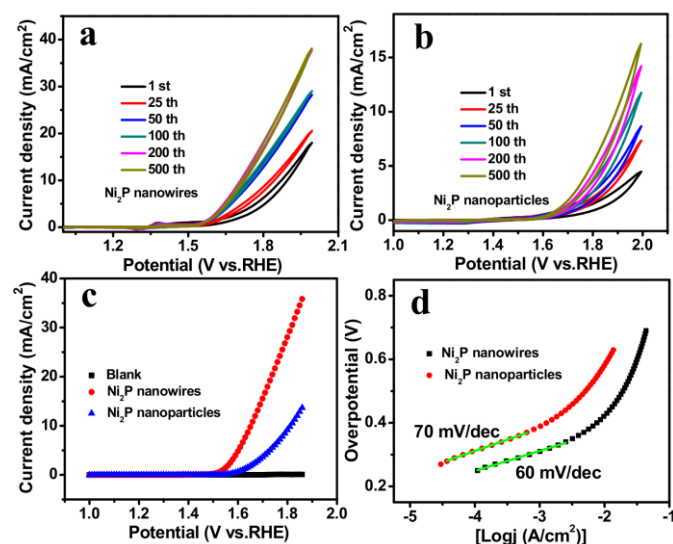 a
Current density (mA/cm²)
50
40
30
20
10
0
1 st
25 th
50 th
100 th
200 th
500 th
Ni₂P nanowires
1.2
1.5
1.8
2.1
Potential (V vs.RHE)
b
Current density (mA/cm²)
15
10
5
0
1 st
25 th
50 th
100 th
200 th
500 th
Ni₂P nanoparticles
1.0
1.2
1.4
1.6
1.8
2.0
Potential (V vs.RHE)
c
Current density (mA/cm²)
40
30
20
10
0
Blank
Ni₂P nanowires
Ni₂P nanoparticles
1.0
1.2
1.4
1.6
1.8
2.0
Potential (V vs.RHE)
d
Overpotential (V)
0.8
0.6
0.4
0.2
Ni₂P nanowires
Ni₂P nanoparticles
70 mV/dec
60 mV/dec
-5
-4
-3
-2
-1
[Logj (A/cm²)]